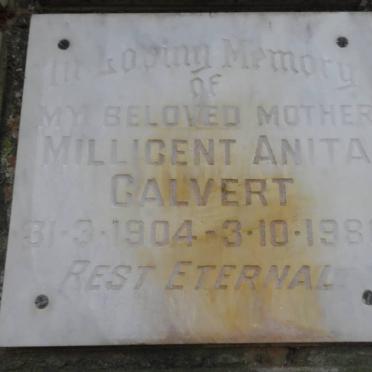 In Loving Memory
OF
MY BELOVED MOTHER
MILLICENT ANITA
CALVERT
31-3-1904 - 3-10-198
REST ETERNAL